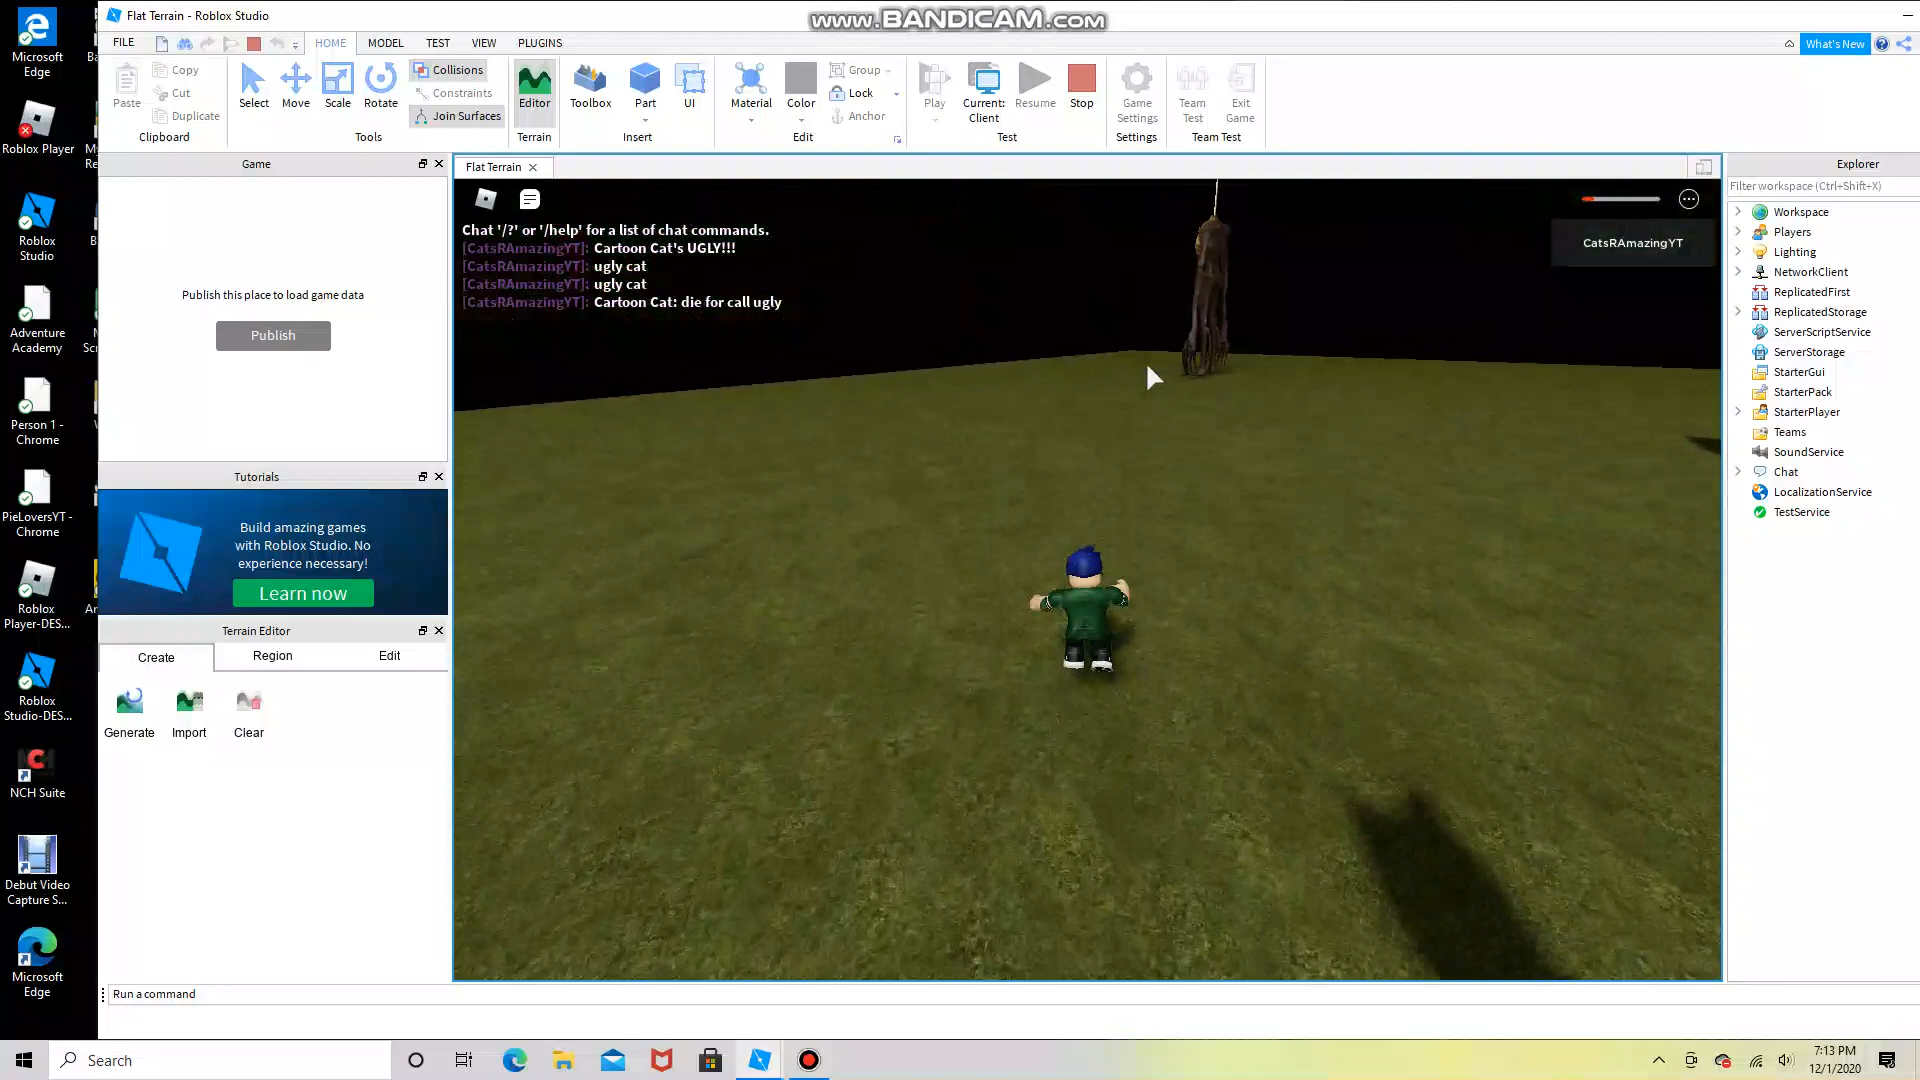 Flat Terrain - Roblox Studio
www.BANDICAM.com
FILE
HOME
MODEL
TEST
VIEW
PLUGINS
What's New
Paste
Copy
Cut
Duplicate
Clipboard
Select
Move
Scale
Rotate
Collisions
Constraints
Join Surfaces
Tools
Editor
Terrain
Toolbox
Part
UI
Insert
Material
Color
Group
Lock
Anchor
Edit
Play
Current: Client
Resume
Stop
Test
Game Settings
Settings
Team Test
Exit Game
Team Test
Microsoft Edge
Roblox Player
Roblox Studio
Adventure Academy
Person 1 - Chrome
PieLoversYT - Chrome
Roblox Player-DES...
Roblox Studio-DES...
NCH Suite
Debut Video Capture S...
Microsoft Edge
Game
Publish this place to load game data
Publish
Tutorials
Build amazing games
with Roblox Studio. No
experience necessary!
Learn now
Terrain Editor
Create
Region
Edit
Generate
Import
Clear
Flat Terrain
Chat '/?' or '/help' for a list of chat commands.
[CatsRAmazingYT]: Cartoon Cat's UGLY!!!
[CatsRAmazingYT]: ugly cat
[CatsRAmazingYT]: ugly cat
[CatsRAmazingYT]: Cartoon Cat: die for call ugly
CatsRAmazingYT
Explorer
Filter workspace (Ctrl+Shift+X)
Workspace
Players
Lighting
NetworkClient
ReplicatedFirst
ReplicatedStorage
ServerScriptService
ServerStorage
StarterGui
StarterPack
StarterPlayer
Teams
SoundService
Chat
LocalizationService
TestService
Run a command
Search
7:13 PM
12/1/2020